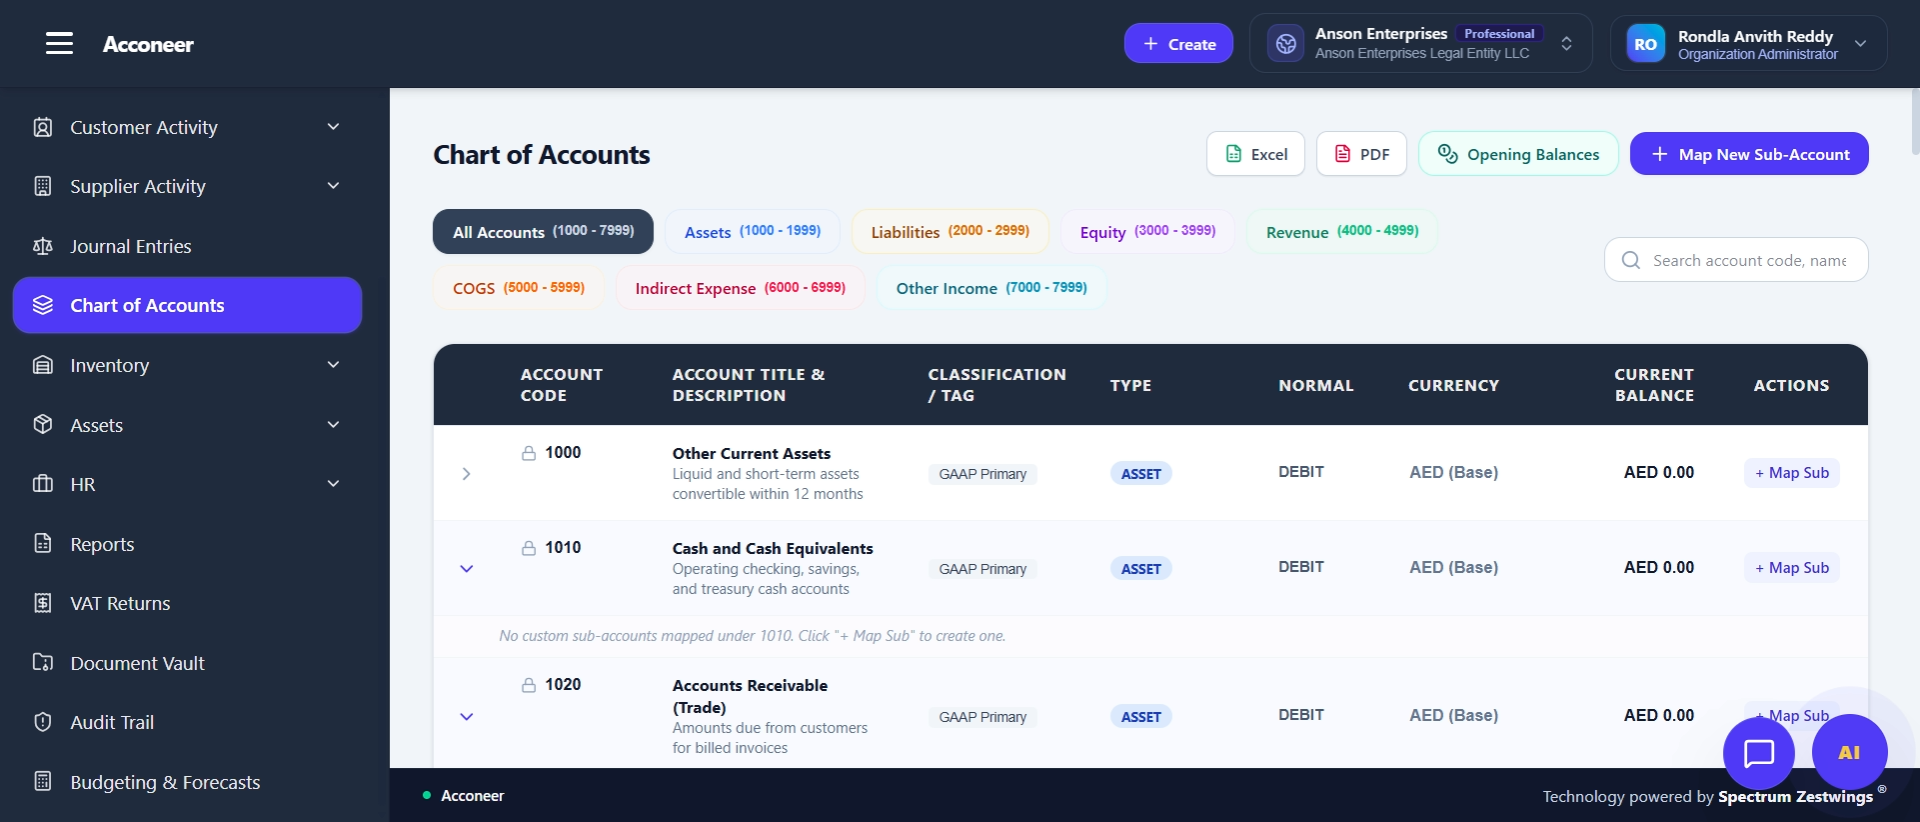 Acconeer
+ Create
Anson Enterprises Professional
Anson Enterprises Legal Entity LLC
RO
Rondla Anvith Reddy
Organization Administrator
Customer Activity
Supplier Activity
Journal Entries
Chart of Accounts
Inventory
Assets
HR
Reports
VAT Returns
Document Vault
Audit Trail
Budgeting & Forecasts
Chart of Accounts
Excel
PDF
Opening Balances
+ Map New Sub-Account
All Accounts (1000 - 7999)
Assets (1000 - 1999)
Liabilities (2000 - 2999)
Equity (3000 - 3999)
Revenue (4000 - 4999)
COGS (5000 - 5999)
Indirect Expense (6000 - 6999)
Other Income (7000 - 7999)
Search account code, name
ACCOUNT CODE
ACCOUNT TITLE & DESCRIPTION
CLASSIFICATION / TAG
TYPE
NORMAL
CURRENCY
CURRENT BALANCE
ACTIONS
1000
Other Current Assets
Liquid and short-term assets
convertible within 12 months
GAAP Primary
ASSET
DEBIT
AED (Base)
AED 0.00
+ Map Sub
1010
Cash and Cash Equivalents
Operating checking, savings,
and treasury cash accounts
GAAP Primary
ASSET
DEBIT
AED (Base)
AED 0.00
+ Map Sub
No custom sub-accounts mapped under 1010. Click "+ Map Sub" to create one.
1020
Accounts Receivable
(Trade)
Amounts due from customers
for billed invoices
GAAP Primary
ASSET
DEBIT
AED (Base)
AED 0.00
+ Map Sub
AI
Acconeer
Technology powered by Spectrum Zestwings ®